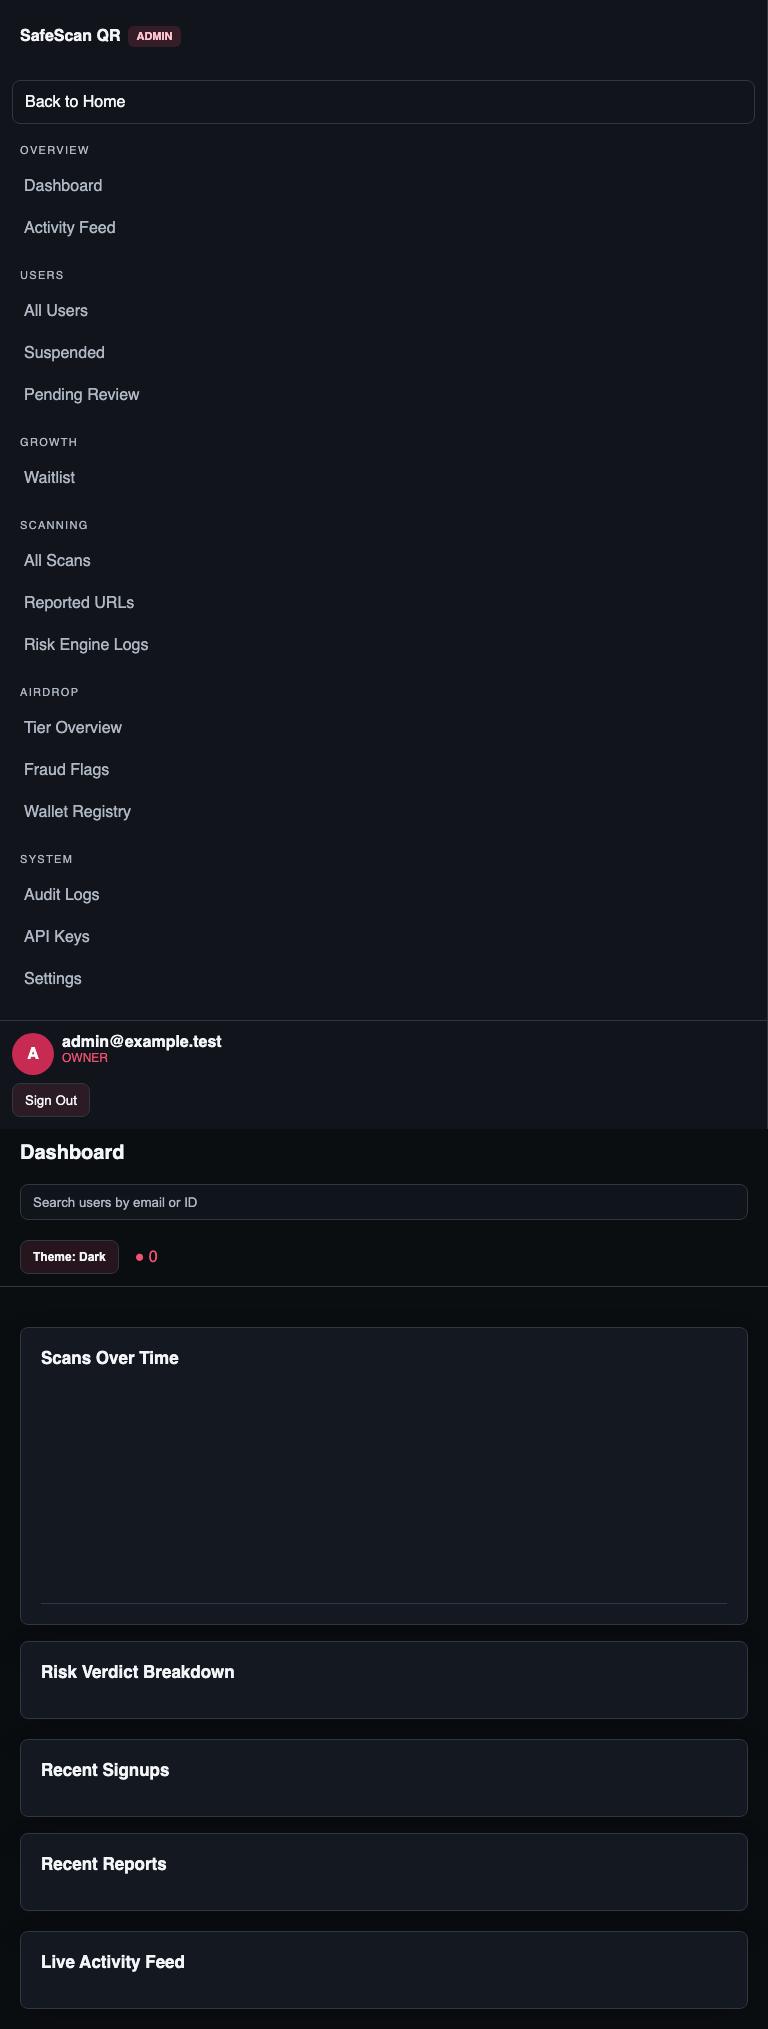 SafeScan QR ADMIN
Back to Home
OVERVIEW
Dashboard
Activity Feed
USERS
All Users
Suspended
Pending Review
GROWTH
Waitlist
SCANNING
All Scans
Reported URLs
Risk Engine Logs
AIRDROP
Tier Overview
Fraud Flags
Wallet Registry
SYSTEM
Audit Logs
API Keys
Settings
A admin@example.test
OWNER
Sign Out
Dashboard
Search users by email or ID
Theme: Dark ● 0
Scans Over Time
Risk Verdict Breakdown
Recent Signups
Recent Reports
Live Activity Feed